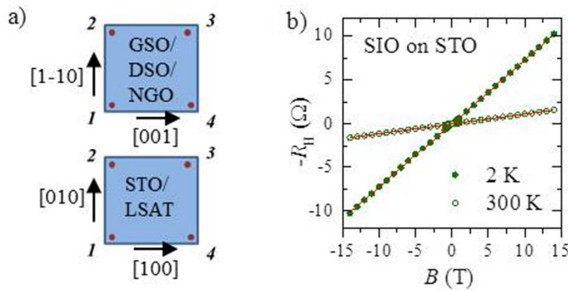 a)
2 3
GSO/
DSO/
NGO
[1-10]
1 4
[001]
2 3
STO/
LSAT
[010]
1 4
[100]
b)
SIO on STO
-R_H (Ω)
10
5
0
-5
-10
2 K
300 K
-15 -10 -5 0 5 10 15
B (T)